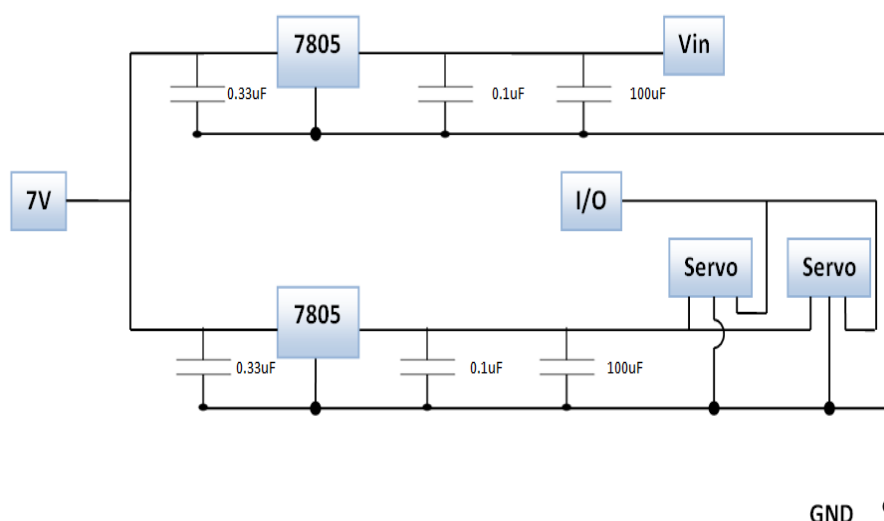 7805
Vin
0.33uF
0.1uF
100uF
7V
I/O
Servo
Servo
7805
0.33uF
0.1uF
100uF
GND